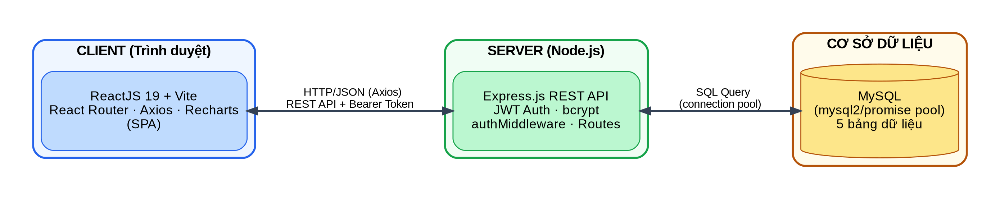 CLIENT (Trình duyệt)
ReactJS 19 + Vite
React Router · Axios · Recharts
(SPA)
HTTP/JSON (Axios)
REST API + Bearer Token
SERVER (Node.js)
Express.js REST API
JWT Auth · bcrypt
authMiddleware · Routes
SQL Query
(connection pool)
CƠ SỞ DỮ LIỆU
MySQL
(mysql2/promise pool)
5 bảng dữ liệu